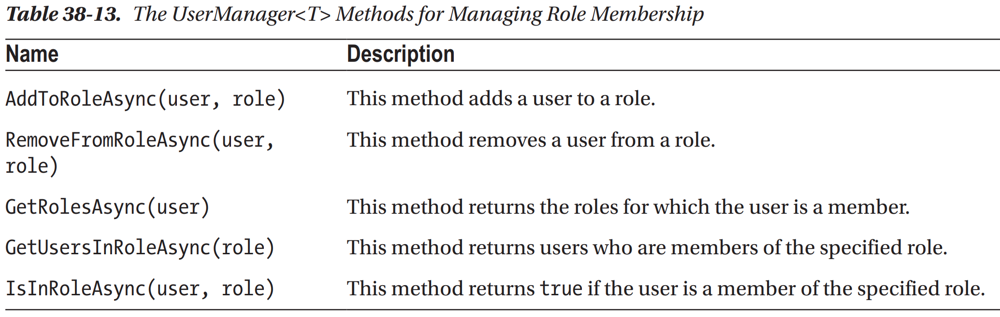 Table 38-13. The UserManager<T> Methods for Managing Role Membership
Name Description
AddToRoleAsync(user, role) This method adds a user to a role.
RemoveFromRoleAsync(user, This method removes a user from a role.
role)
GetRolesAsync(user) This method returns the roles for which the user is a member.
GetUsersInRoleAsync(role) This method returns users who are members of the specified role.
IsInRoleAsync(user, role) This method returns true if the user is a member of the specified role.